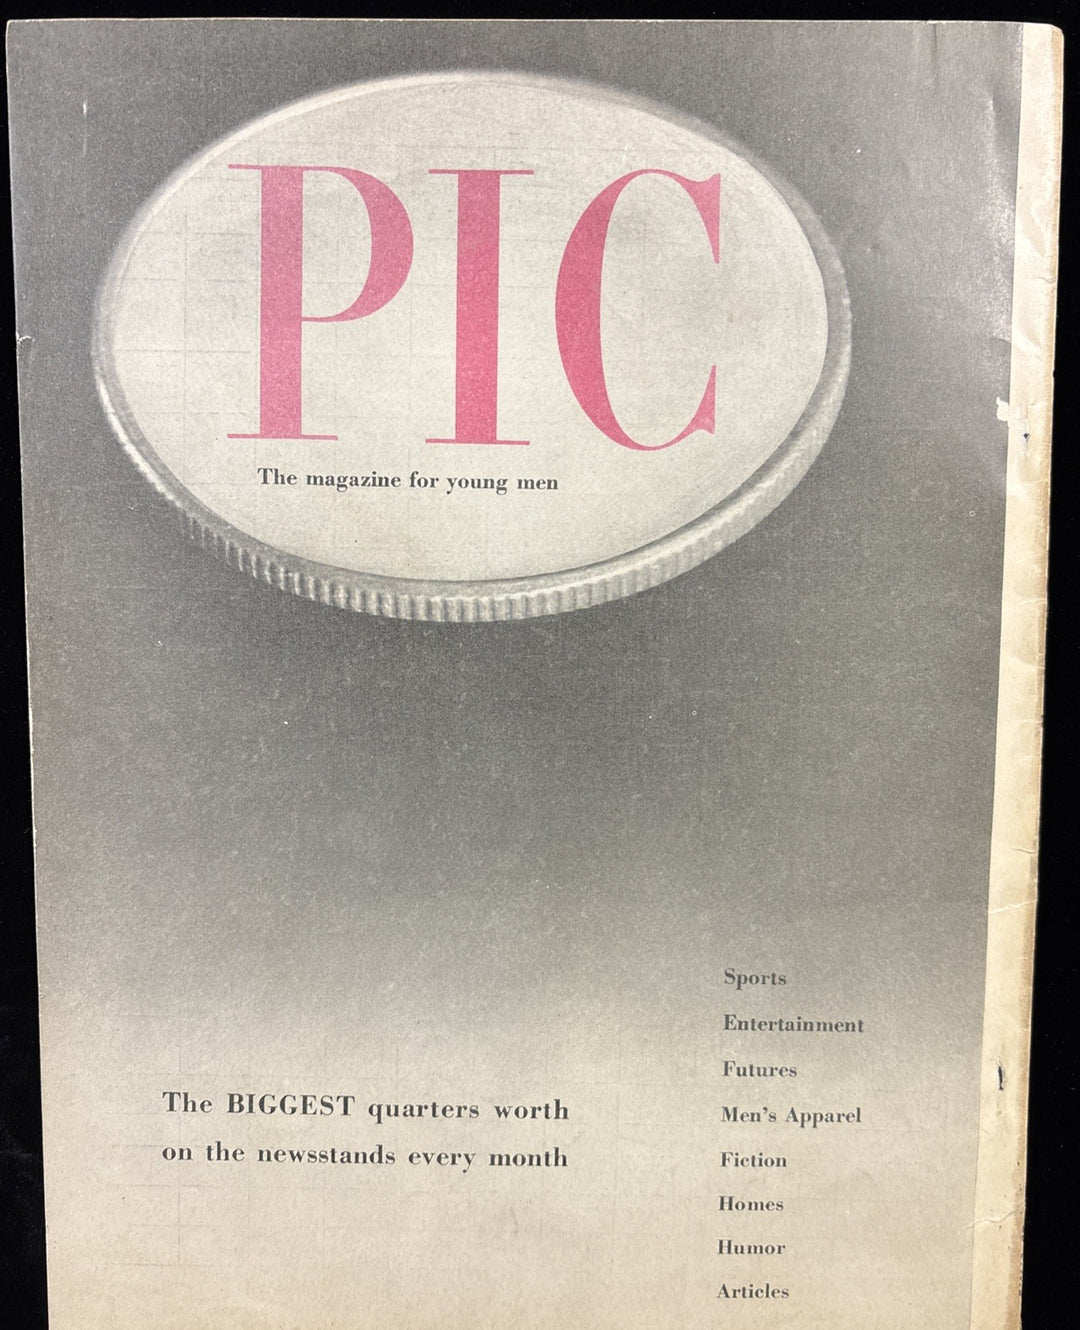 PIC
The magazine for young men
The BIGGEST quarters worth
on the newsstands every month
Sports
Entertainment
Futures
Men's Apparel
Fiction
Homes
Humor
Articles